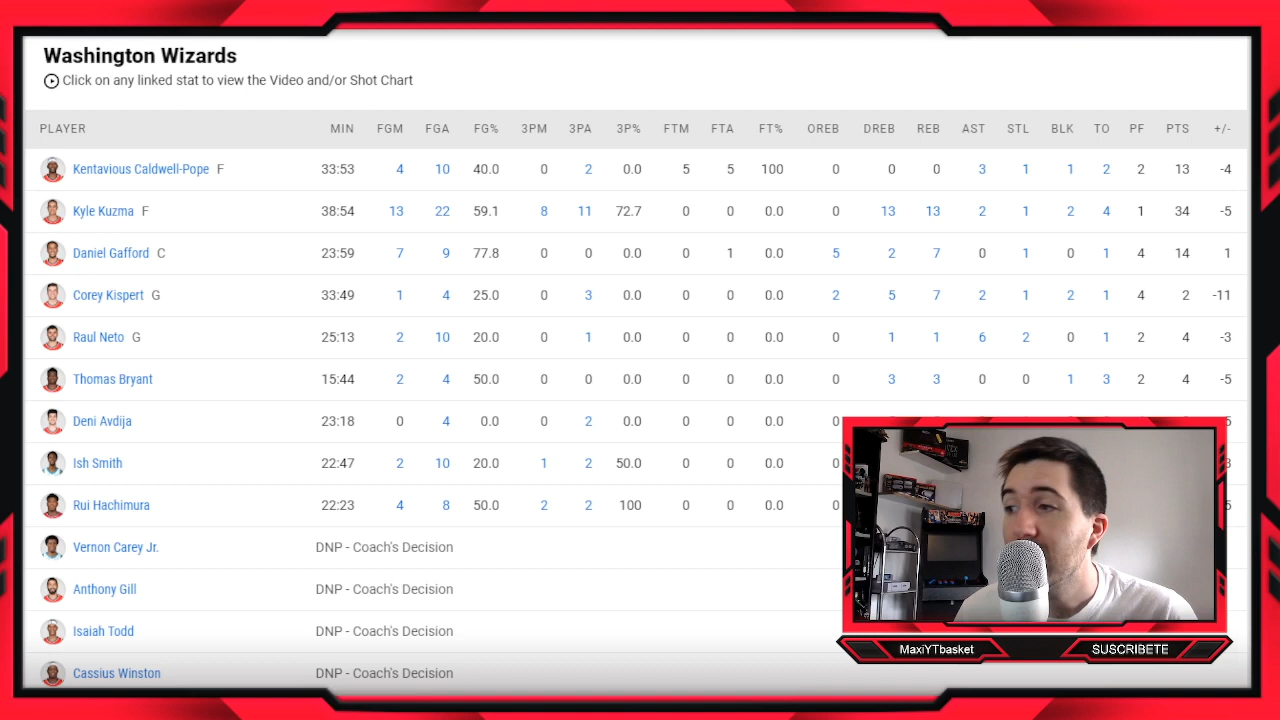 Washington Wizards
Click on any linked stat to view the Video and/or Shot Chart
PLAYER MIN FGM FGA FG% 3PM 3PA 3P% FTM FTA FT% OREB DREB REB AST STL BLK TO PF PTS +/-
Kentavious Caldwell-Pope F 33:53 4 10 40.0 0 2 0.0 5 5 100 0 0 0 3 1 1 2 2 13 -4
Kyle Kuzma F 38:54 13 22 59.1 8 11 72.7 0 0 0.0 0 13 13 2 1 2 4 1 34 -5
Daniel Gafford C 23:59 7 9 77.8 0 0 0.0 0 1 0.0 5 2 7 0 1 0 1 4 14 1
Corey Kispert G 33:49 1 4 25.0 0 3 0.0 0 0 0.0 2 5 7 2 1 2 1 4 2 -11
Raul Neto G 25:13 2 10 20.0 0 1 0.0 0 0 0.0 0 1 1 6 2 0 1 2 4 -3
Thomas Bryant 15:44 2 4 50.0 0 0 0.0 0 0 0.0 0 3 3 0 0 1 3 2 4 -5
Deni Avdija 23:18 0 4 0.0 0 2 0.0 0 0 0.0 0
Ish Smith 22:47 2 10 20.0 1 2 50.0 0 0 0.0 0
Rui Hachimura 22:23 4 8 50.0 2 2 100 0 0 0.0 0
Vernon Carey Jr. DNP - Coach's Decision
Anthony Gill DNP - Coach's Decision
Isaiah Todd DNP - Coach's Decision
Cassius Winston DNP - Coach's Decision
MaxiYTbasket SUSCRIBETE